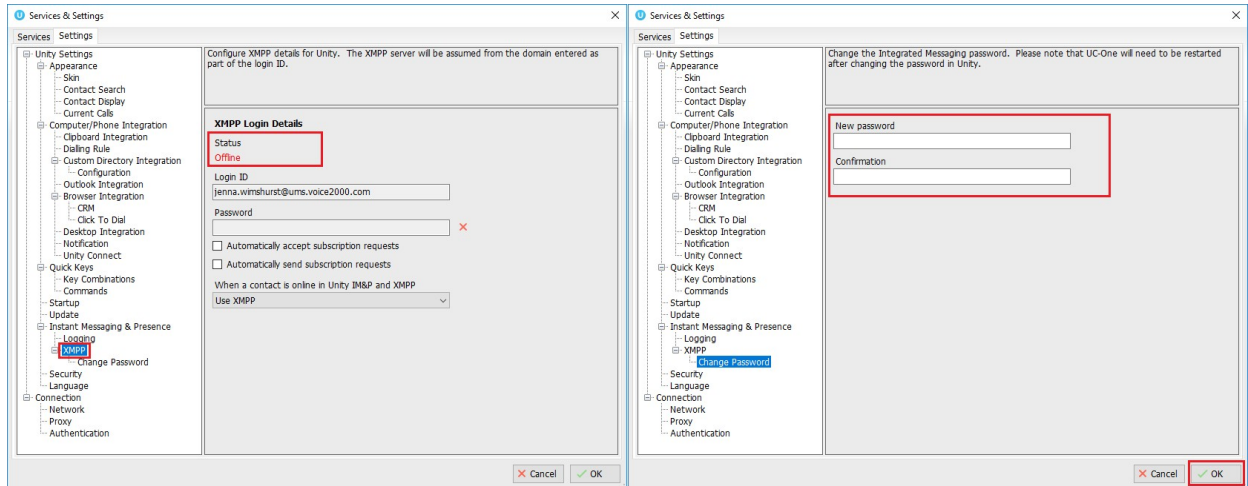 Services & Settings
Services Settings
Unity Settings
Appearance
Skin
Contact Search
Contact Display
Current Calls
Computer/Phone Integration
Clipboard Integration
Dialing Rule
Custom Directory Integration
Configuration
Outlook Integration
Browser Integration
CRM
Click To Dial
Desktop Integration
Notification
Unity Connect
Quick Keys
Key Combinations
Commands
Startup
Update
Instant Messaging & Presence
Logging
XMPP
Change Password
Security
Language
Connection
Network
Proxy
Authentication
Configure XMPP details for Unity. The XMPP server will be assumed from the domain entered as
part of the login ID.
XMPP Login Details
Status
Offline
Login ID
jenna.wimshurst@ums.voice2000.com
Password
Automatically accept subscription requests
Automatically send subscription requests
When a contact is online in Unity IM&P and XMPP
Use XMPP
Cancel OK
Services & Settings
Services Settings
Unity Settings
Appearance
Skin
Contact Search
Contact Display
Current Calls
Computer/Phone Integration
Clipboard Integration
Dialing Rule
Custom Directory Integration
Configuration
Outlook Integration
Browser Integration
CRM
Click To Dial
Desktop Integration
Notification
Unity Connect
Quick Keys
Key Combinations
Commands
Startup
Update
Instant Messaging & Presence
Logging
XMPP
Change Password
Security
Language
Connection
Network
Proxy
Authentication
Change the Integrated Messaging password. Please note that UC-One will need to be restarted
after changing the password in Unity.
New password
Confirmation
Cancel OK